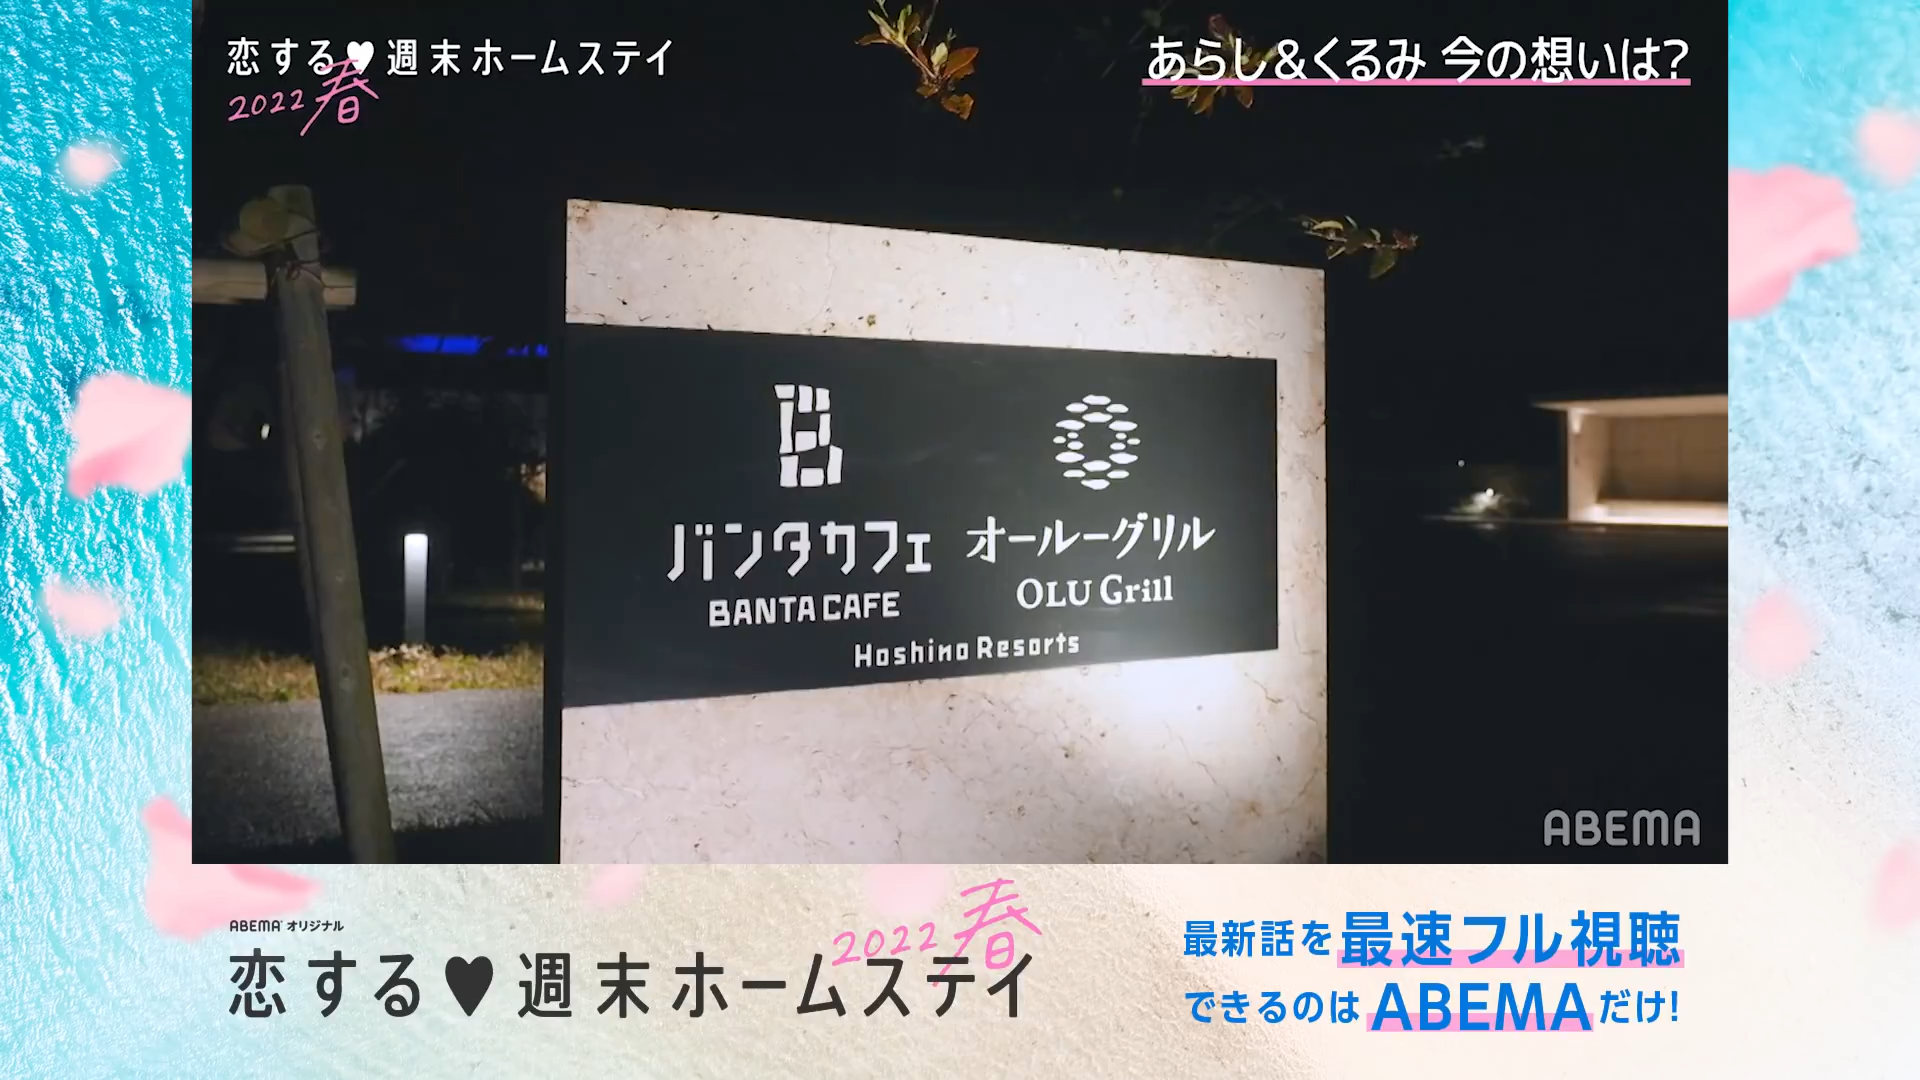 恋する♥週末ホームステイ
2022春
あらし&くるみ 今の想いは?
バンタカフェ
BANTA CAFE
オールーグリル
OLU Grill
Hoshino Resorts
ABEMA
ABEMA オリジナル
恋する♥週末ホームステイ
2022春
最新話を最速フル視聴
できるのはABEMAだけ!